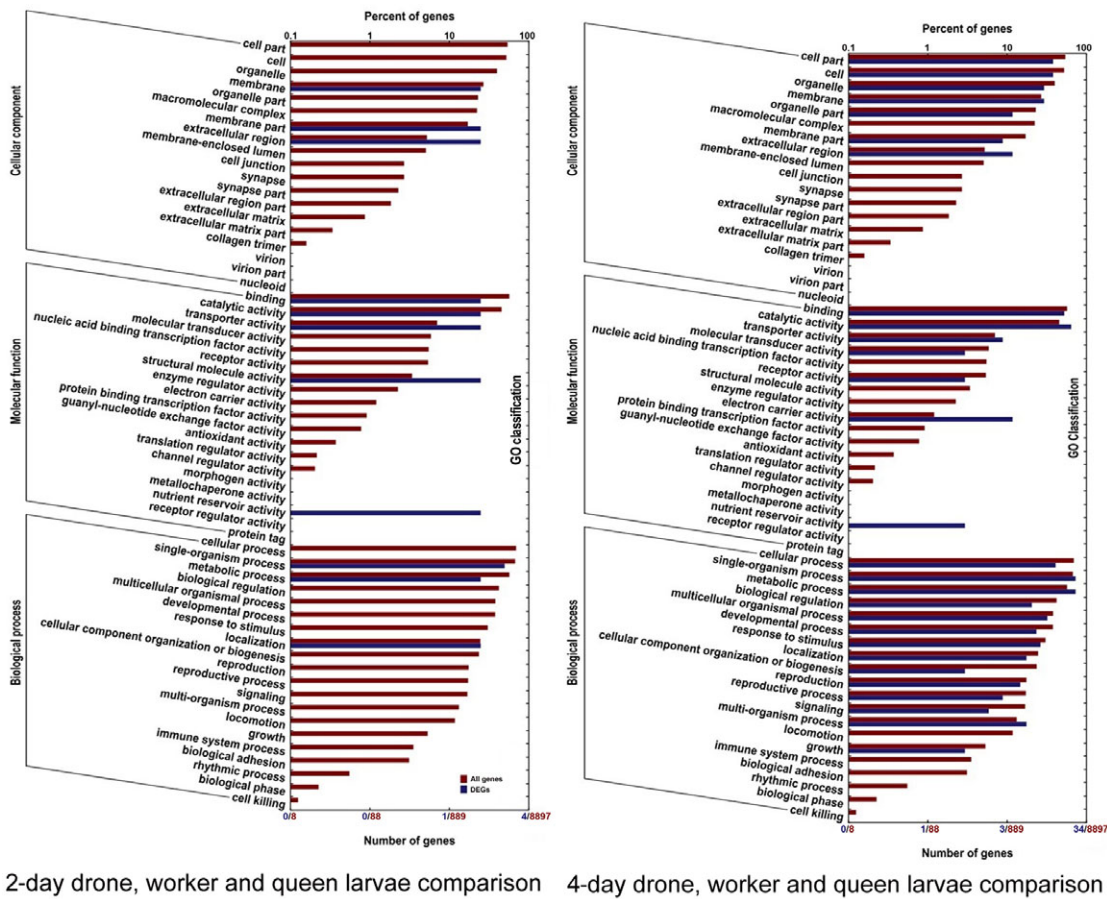 Percent of genes
0.1 1 10 100
Cellular component
cell part
cell
organelle
membrane
organelle part
macromolecular complex
membrane part
extracellular region
membrane-enclosed lumen
cell junction
synapse
synapse part
extracellular region part
extracellular matrix
extracellular matrix part
collagen trimer
virion
virion part
nucleoid
Molecular function
binding
catalytic activity
transporter activity
molecular transducer activity
nucleic acid binding transcription factor activity
receptor activity
structural molecule activity
enzyme regulator activity
electron carrier activity
protein binding transcription factor activity
guanyl-nucleotide exchange factor activity
antioxidant activity
translation regulator activity
channel regulator activity
morphogen activity
metallochaperone activity
nutrient reservoir activity
receptor regulator activity
protein tag
Biological process
cellular process
single-organism process
metabolic process
biological regulation
multicellular organismal process
developmental process
response to stimulus
localization
cellular component organization or biogenesis
reproduction
reproductive process
signaling
multi-organism process
locomotion
growth
immune system process
biological adhesion
rhythmic process
biological phase
cell killing
GO classification
All genes
DEGs
0/8 0/88 1/889 4/8897
Number of genes
2-day drone, worker and queen larvae comparison
Percent of genes
0.1 1 10 100
Cellular component
cell part
cell
organelle
membrane
organelle part
macromolecular complex
membrane part
extracellular region
membrane-enclosed lumen
cell junction
synapse
synapse part
extracellular region part
extracellular matrix
extracellular matrix part
collagen trimer
virion
virion part
nucleoid
Molecular function
binding
catalytic activity
transporter activity
molecular transducer activity
nucleic acid binding transcription factor activity
receptor activity
structural molecule activity
enzyme regulator activity
electron carrier activity
protein binding transcription factor activity
guanyl-nucleotide exchange factor activity
antioxidant activity
translation regulator activity
channel regulator activity
morphogen activity
metallochaperone activity
nutrient reservoir activity
receptor regulator activity
protein tag
Biological process
cellular process
single-organism process
metabolic process
biological regulation
multicellular organismal process
developmental process
response to stimulus
localization
cellular component organization or biogenesis
reproduction
reproductive process
signaling
multi-organism process
locomotion
growth
immune system process
biological adhesion
rhythmic process
biological phase
cell killing
GO Classification
0/8 1/88 3/889 34/8897
Number of genes
4-day drone, worker and queen larvae comparison